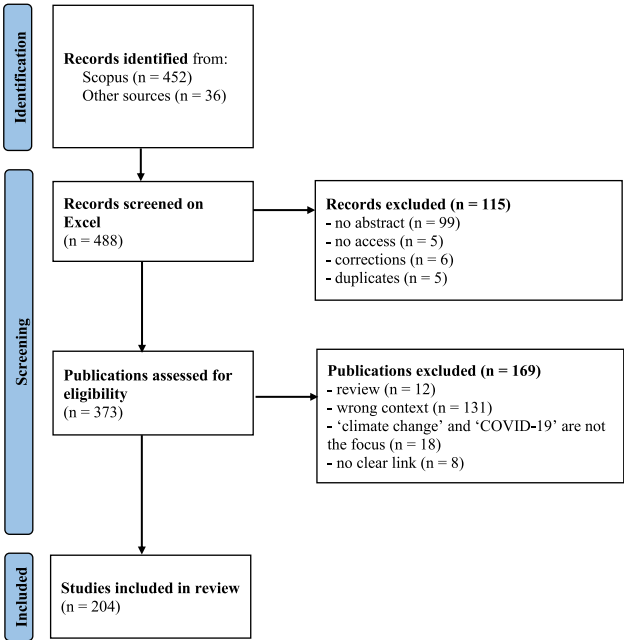 Identification
Records identified from:
Scopus (n = 452)
Other sources (n = 36)
Screening
Records screened on
Excel
(n = 488)
Records excluded (n = 115)
- no abstract (n = 99)
- no access (n = 5)
- corrections (n = 6)
- duplicates (n = 5)
Publications assessed for
eligibility
(n = 373)
Publications excluded (n = 169)
- review (n = 12)
- wrong context (n = 131)
- ‘climate change’ and ‘COVID-19’ are not
the focus (n = 18)
- no clear link (n = 8)
Included
Studies included in review
(n = 204)